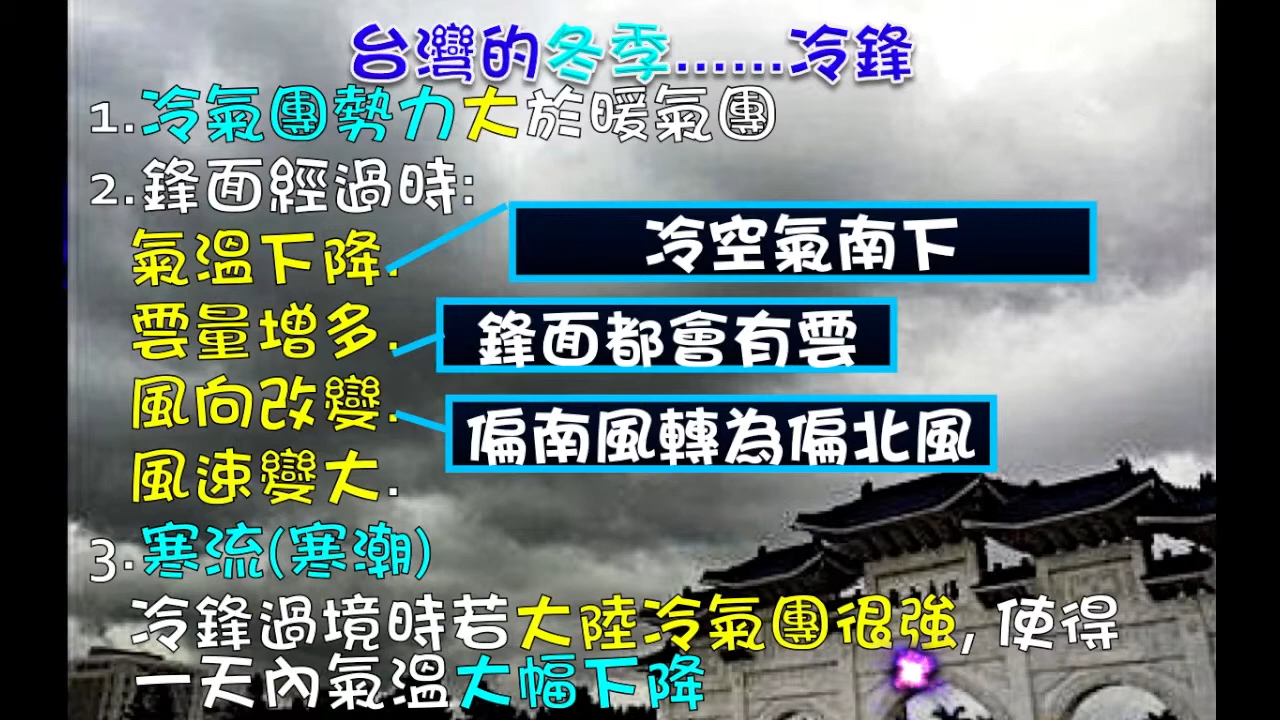 台灣的冬季......冷鋒
1.冷氣團勢力大於暖氣團
2.鋒面經過時:
氣溫下降.
冷空氣南下
雲量增多.
鋒面都會有雲
風向改變.
偏南風轉為偏北風
風速變大.
3.寒流(寒潮)
冷鋒過境時若大陸冷氣團很強, 使得
一天內氣溫大幅下降